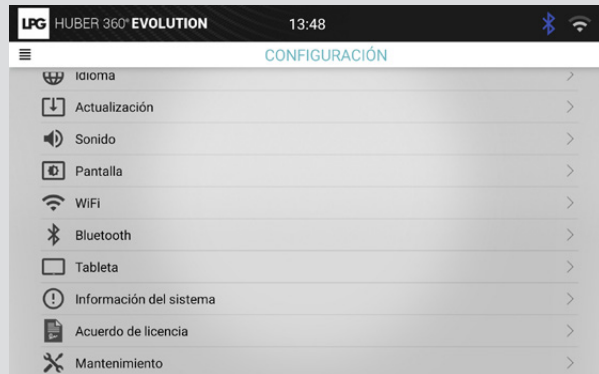 LPG HUBER 360° EVOLUTION 13:48
CONFIGURACIÓN
Idioma
Actualización
Sonido
Pantalla
WiFi
Bluetooth
Tableta
Información del sistema
Acuerdo de licencia
Mantenimiento